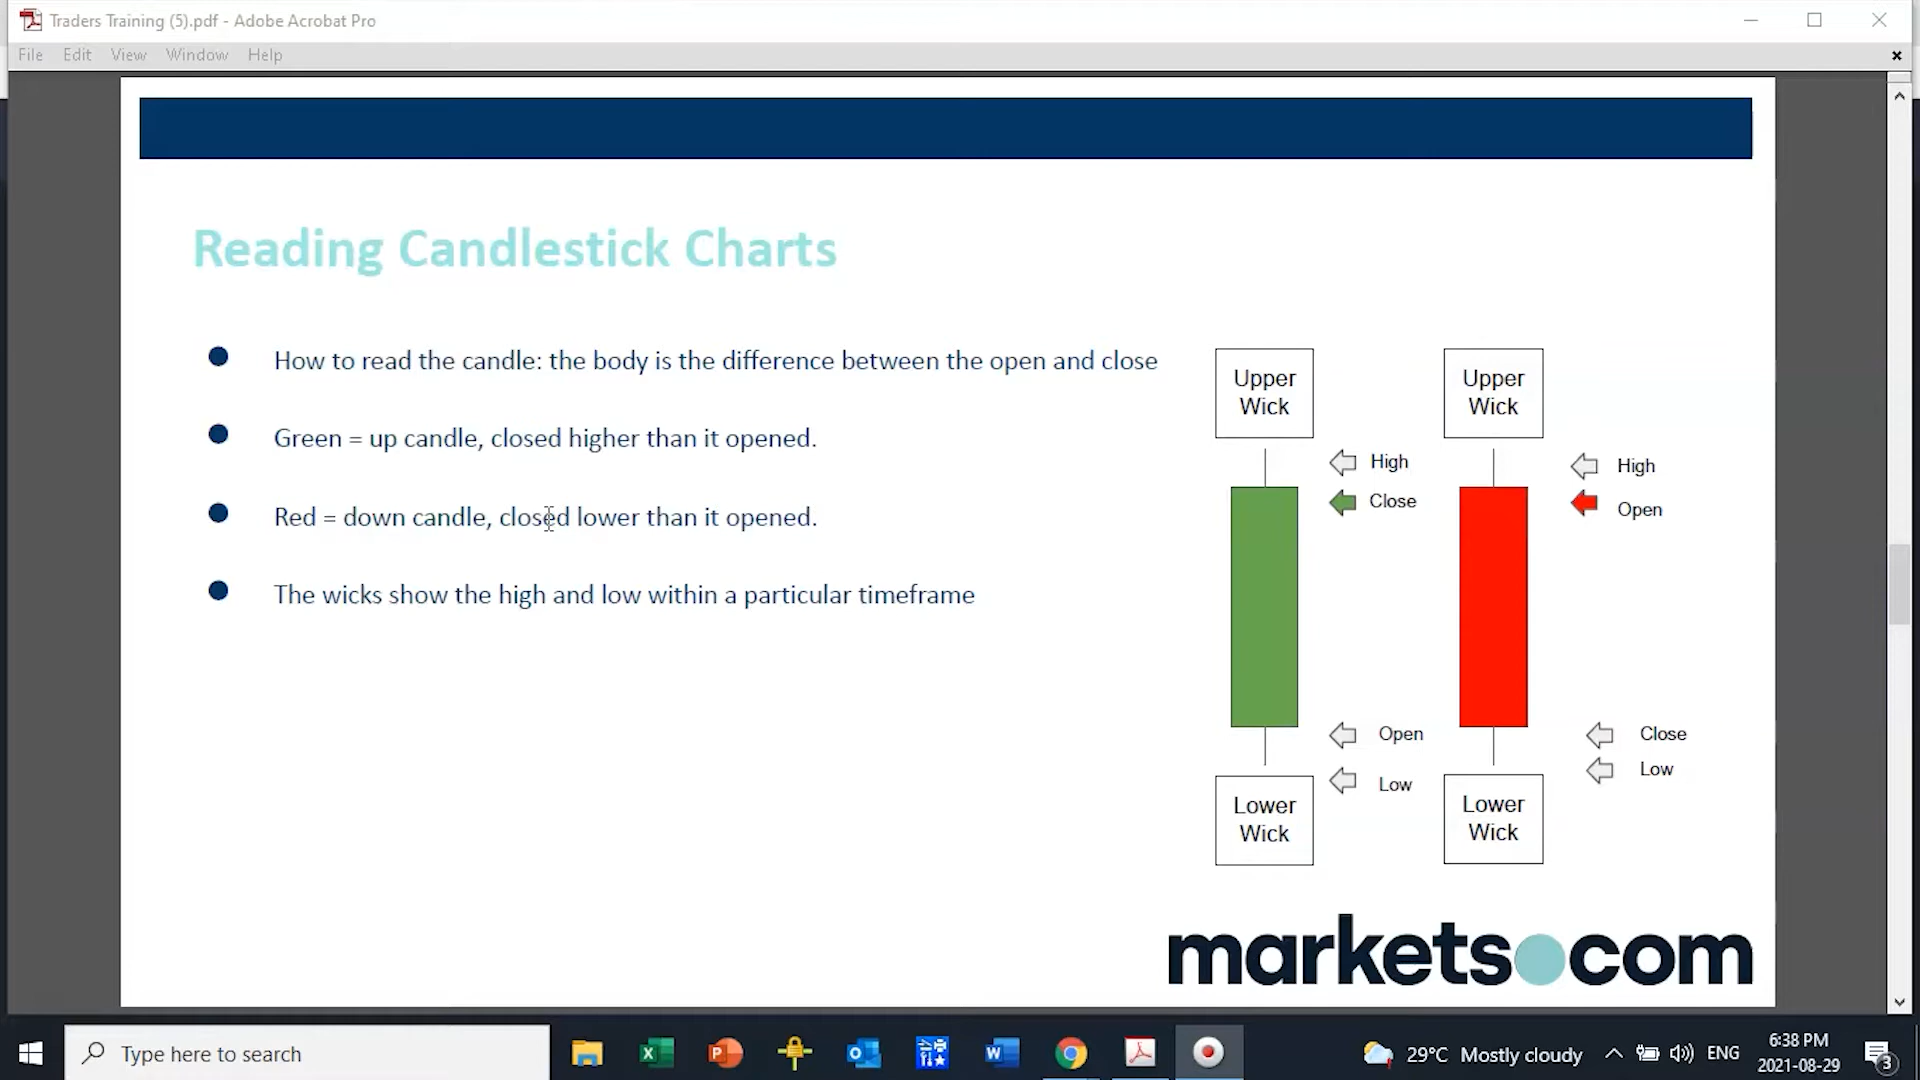 Traders Training (5).pdf - Adobe Acrobat Pro
File Edit View Window Help
Reading Candlestick Charts
How to read the candle: the body is the difference between the open and close
Green = up candle, closed higher than it opened.
Red = down candle, closed lower than it opened.
The wicks show the high and low within a particular timeframe
Upper
Wick
High
Close
Open
Low
Lower
Wick
Upper
Wick
High
Open
Close
Low
Lower
Wick
markets.com
Type here to search
29°C Mostly cloudy
ENG
6:38 PM
2021-08-29
3